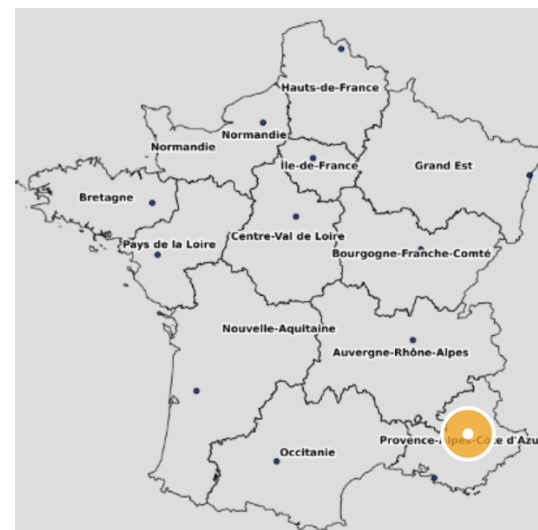 Hauts-de-France
Normandie
Normandie
Île-de-France
Grand Est
Bretagne
Centre-Val de Loire
Pays de la Loire
Bourgogne-Franche-Comté
Nouvelle-Aquitaine
Auvergne-Rhône-Alpes
Provence-Alpes-Côte d'Azu
Occitanie